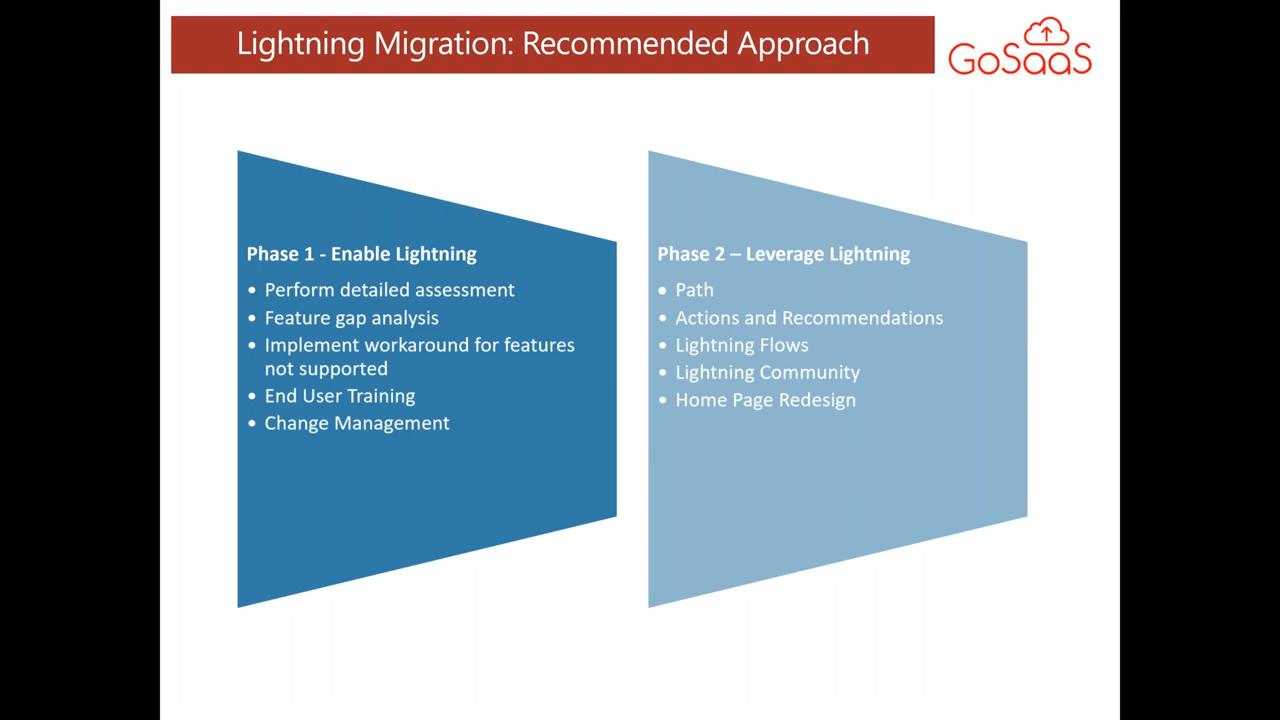 Lightning Migration: Recommended Approach
GoSaaS
Phase 1 - Enable Lightning
• Perform detailed assessment
• Feature gap analysis
• Implement workaround for features
not supported
• End User Training
• Change Management
Phase 2 – Leverage Lightning
• Path
• Actions and Recommendations
• Lightning Flows
• Lightning Community
• Home Page Redesign